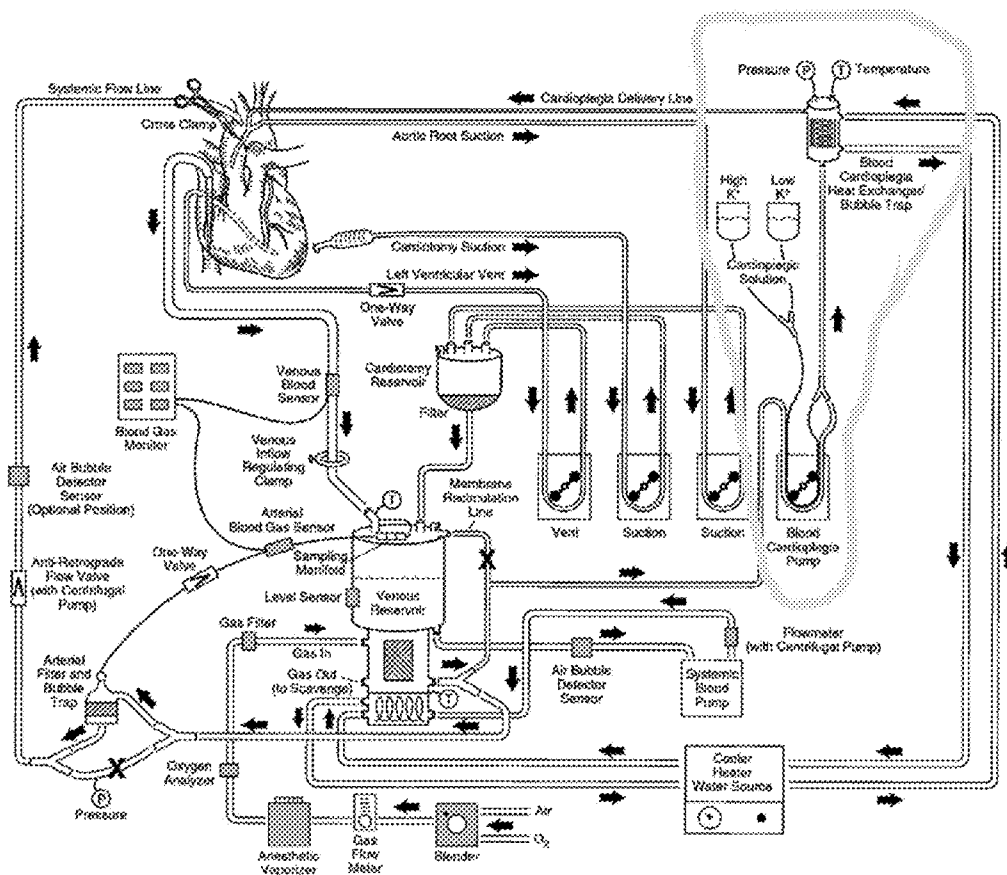 Pressure P T Temperature
Systemic Flow Line
Cardioplegia Delivery Line
Cross Clamp
Aortic Root Suction
Blood
Cardioplegia
Heat Exchanger/
Bubble Trap
High
K+
Low
K+
Cardiotomy Suction
Cardioplegic
Solution
Left Ventricular Vent
One-Way
Valve
Cardiotomy
Reservoir
Filter
Venous
Blood
Sensor
Blood Gas
Monitor
Venous
Inflow
Regulating
Clamp
T
Membrane
Recirculation
Line
Air Bubble
Detector
Sensor
(Optional Position)
Arterial
Blood Gas Sensor
Vent
Suction
Suction
Blood
Cardioplegia
Pump
One-Way
Valve
Sampling
Manifold
X
Anti-Retrograde
Flow Valve
(with Centrifugal
Pump)
Level Sensor
Venous
Reservoir
Gas Filter
Gas In
Flowmeter
(with Centrifugal Pump)
Arterial
Filter and
Bubble
Trap
Gas Out
(to Scavenge)
T
Air Bubble
Detector
Sensor
Systemic
Blood
Pump
X
P
Pressure
Oxygen
Analyzer
Cooler
Heater
Water Source
Anesthetic
Vaporizer
Gas
Flow
Meter
Blender
Air
O2